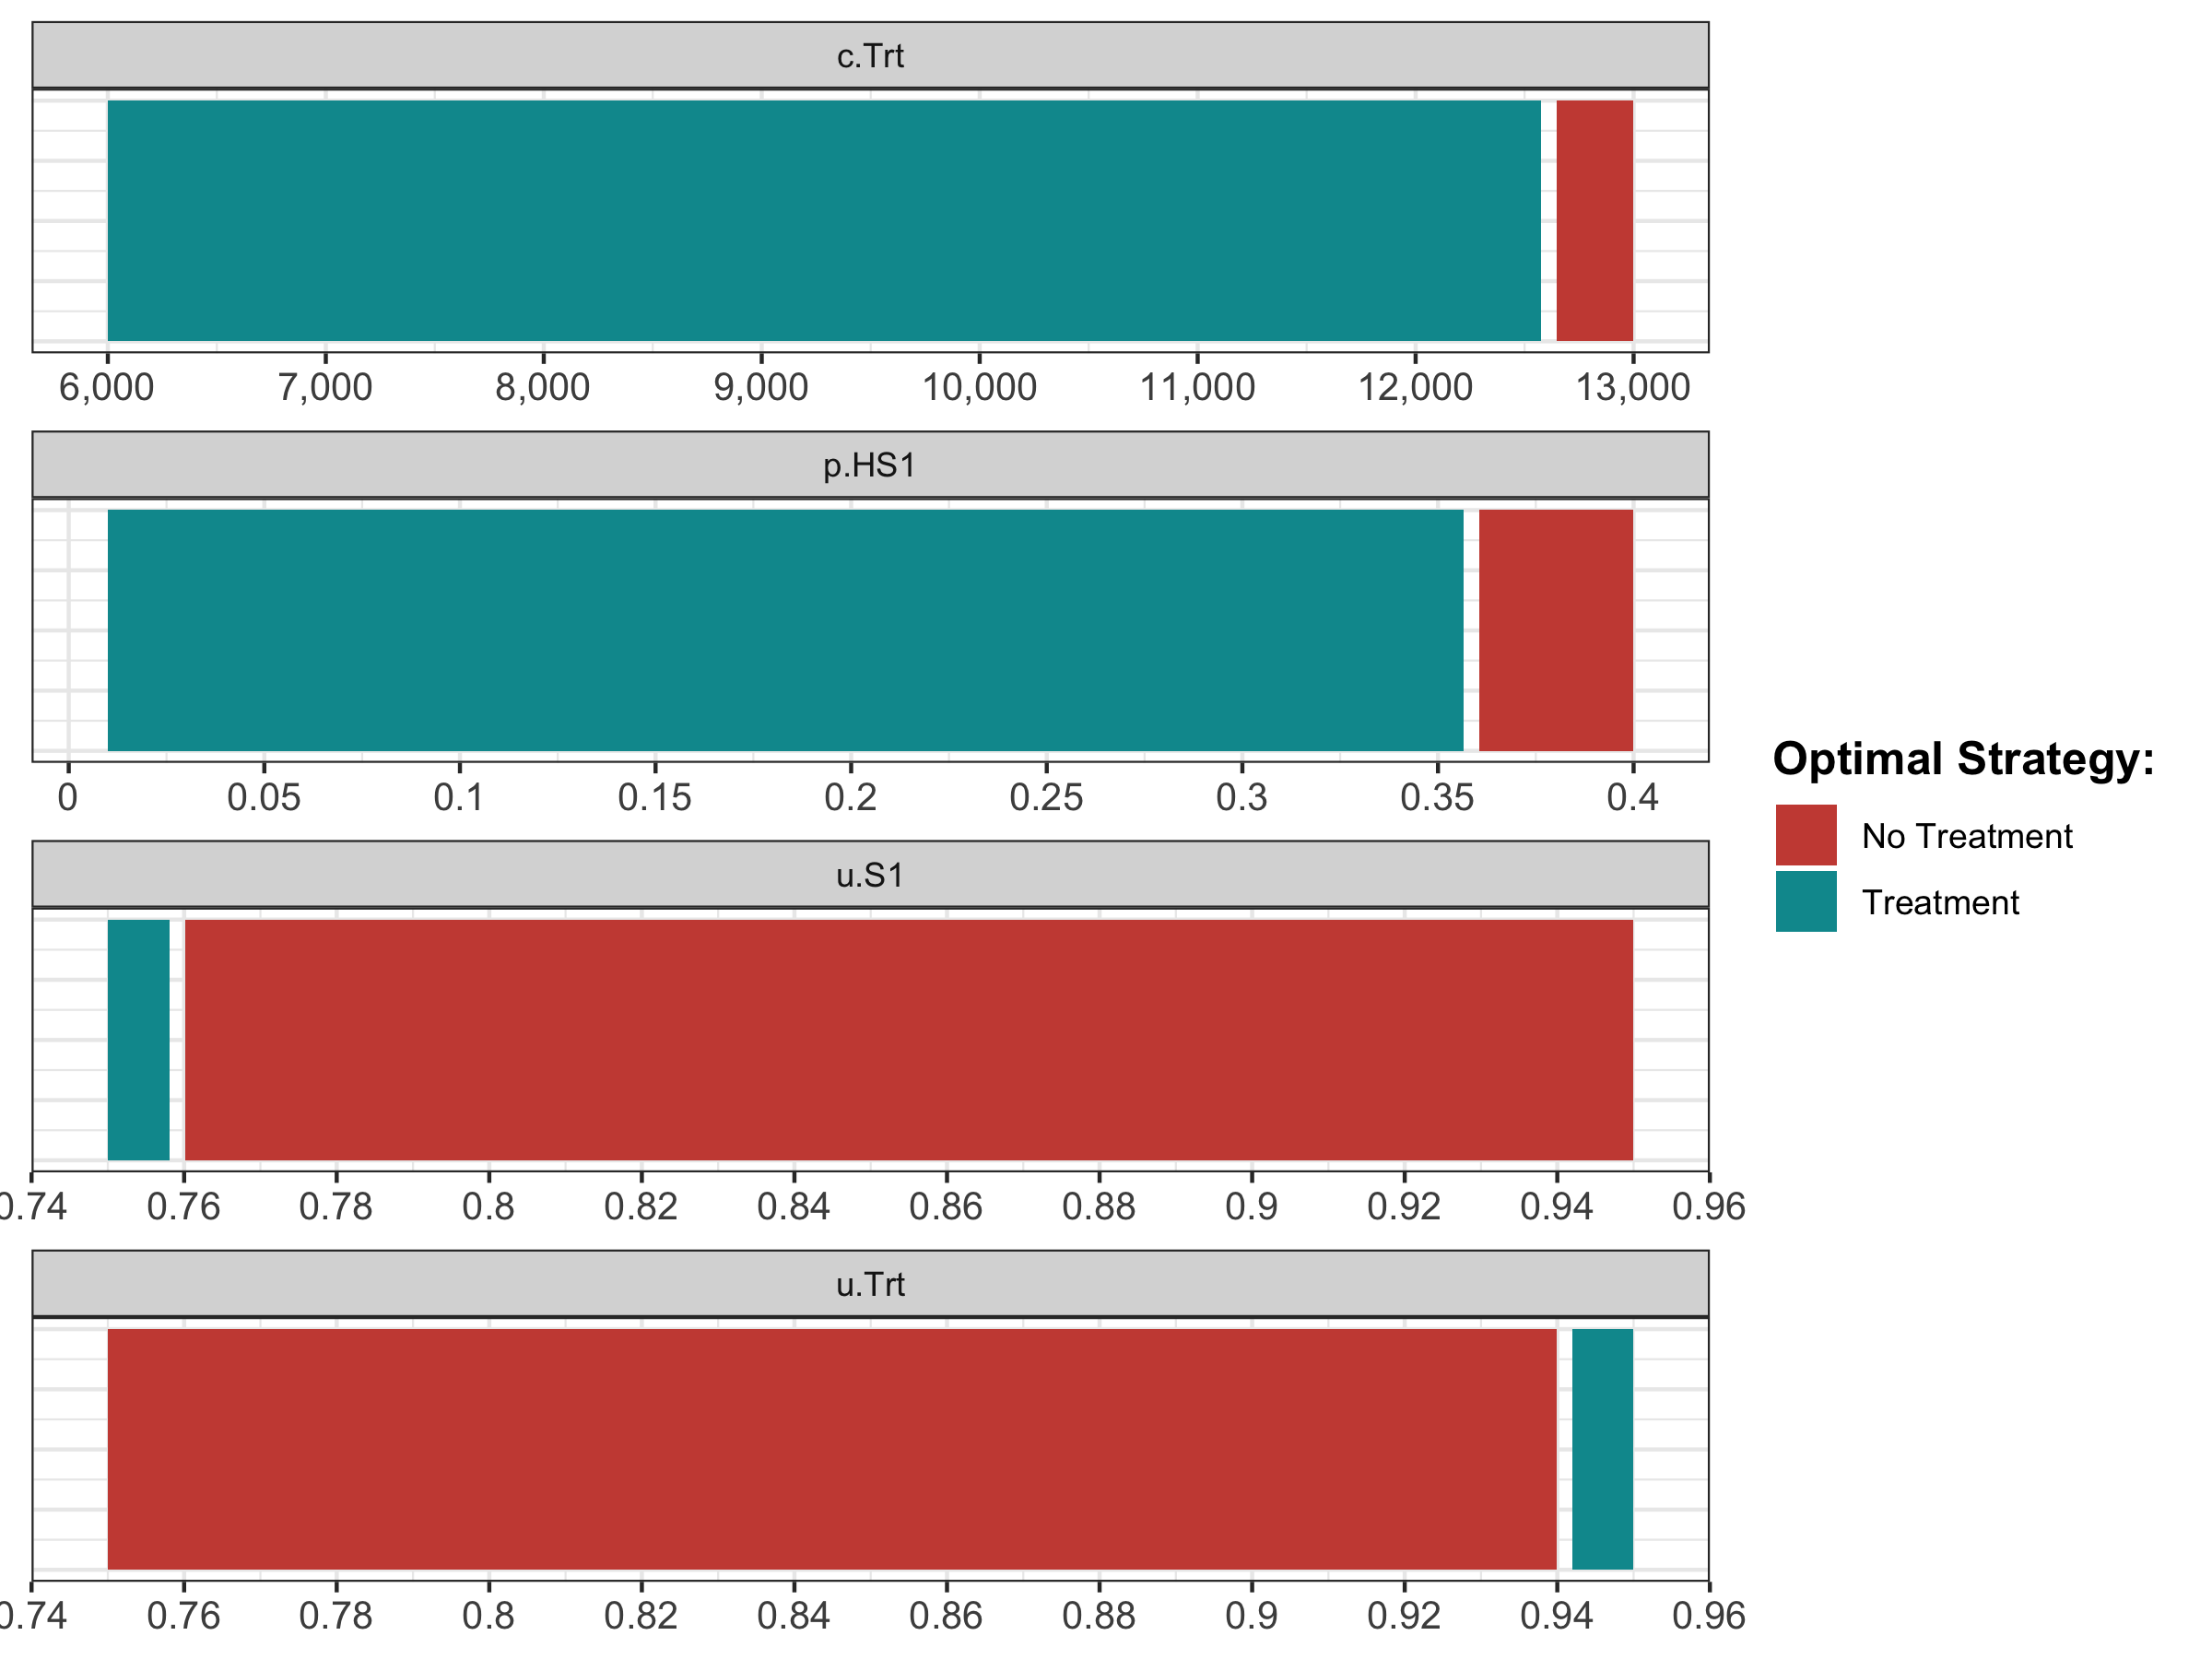 c.Trt
6,000 7,000 8,000 9,000 10,000 11,000 12,000 13,000
p.HS1
0 0.05 0.1 0.15 0.2 0.25 0.3 0.35 0.4
Optimal Strategy:
No Treatment
Treatment
u.S1
0.74 0.76 0.78 0.8 0.82 0.84 0.86 0.88 0.9 0.92 0.94 0.96
u.Trt
0.74 0.76 0.78 0.8 0.82 0.84 0.86 0.88 0.9 0.92 0.94 0.96